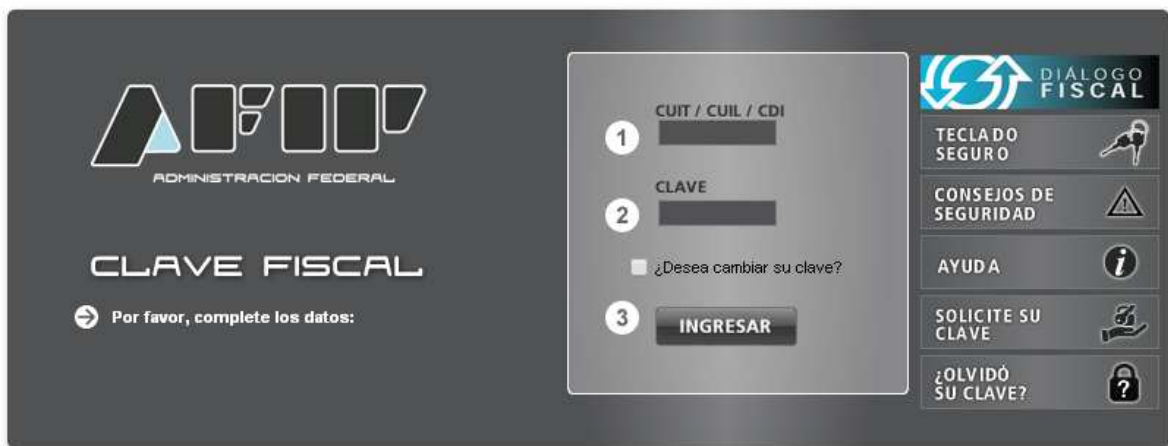 AFIP
ADMINISTRACION FEDERAL
CLAVE FISCAL
Por favor, complete los datos:
1
CUIT / CUIL / CDI
2
CLAVE
¿Desea cambiar su clave?
3
INGRESAR
DIÁLOGO
FISCAL
TECLADO
SEGURO
CONSEJOS DE
SEGURIDAD
AYUDA
i
SOLICITE SU
CLAVE
¿OLVIDÓ
SU CLAVE?
?